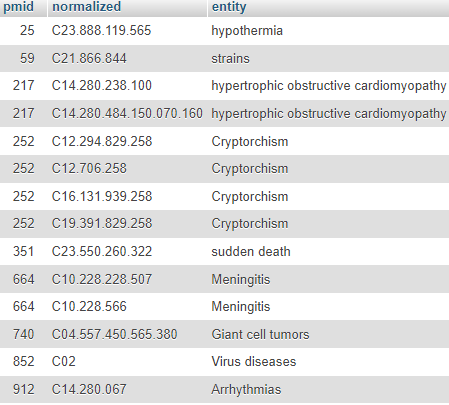 pmid normalized entity
25 C23.888.119.565 hypothermia
59 C21.866.844 strains
217 C14.280.238.100 hypertrophic obstructive cardiomyopathy
217 C14.280.484.150.070.160 hypertrophic obstructive cardiomyopathy
252 C12.294.829.258 Cryptorchism
252 C12.706.258 Cryptorchism
252 C16.131.939.258 Cryptorchism
252 C19.391.829.258 Cryptorchism
351 C23.550.260.322 sudden death
664 C10.228.228.507 Meningitis
664 C10.228.566 Meningitis
740 C04.557.450.565.380 Giant cell tumors
852 C02 Virus diseases
912 C14.280.067 Arrhythmias